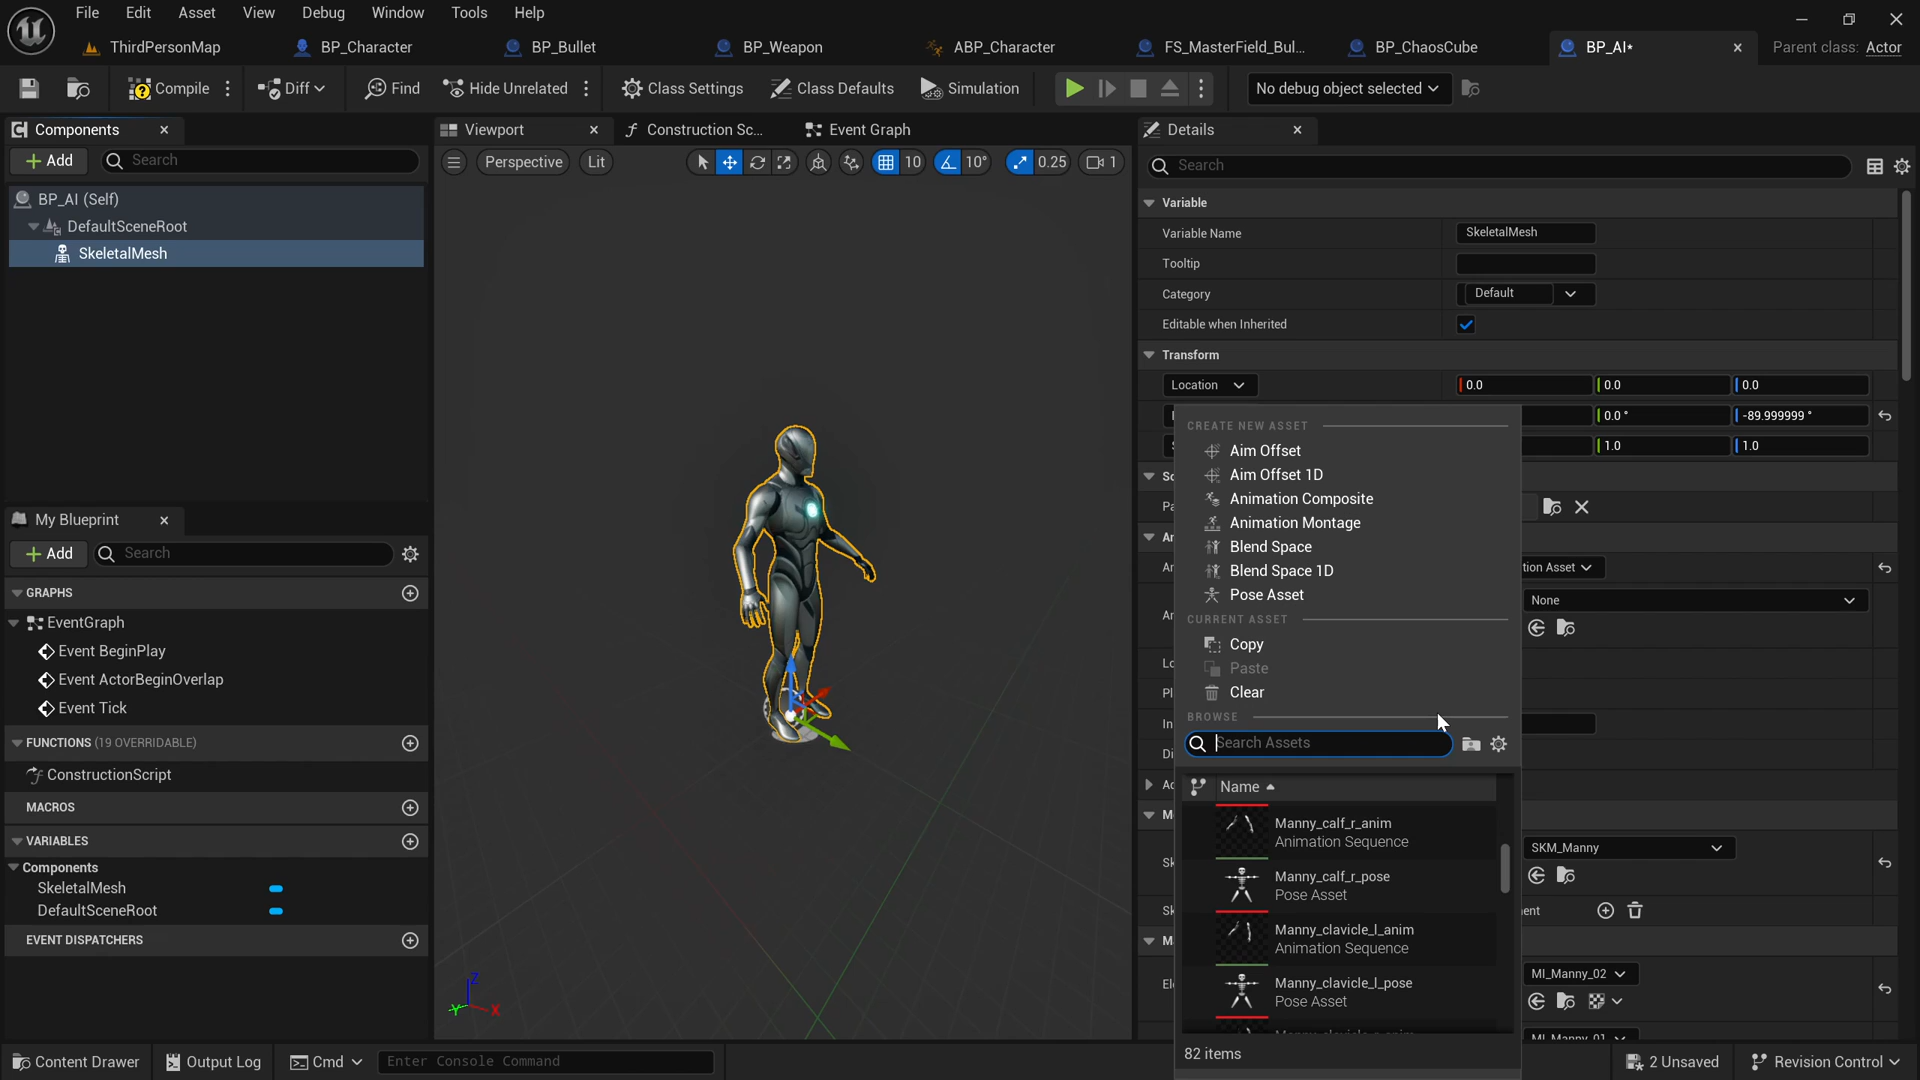 File Edit Asset View Debug Window Tools Help
ThirdPersonMap BP_Character BP_Bullet BP_Weapon ABP_Character FS_MasterField_Bul... BP_ChaosCube BP_AI* Parent class: Actor
Compile Diff Find Hide Unrelated Class Settings Class Defaults Simulation No debug object selected
Components
Add Search
BP_AI (Self)
DefaultSceneRoot
SkeletalMesh
My Blueprint
Add Search
GRAPHS
EventGraph
Event BeginPlay
Event ActorBeginOverlap
Event Tick
FUNCTIONS (19 OVERRIDABLE)
ConstructionScript
MACROS
VARIABLES
Components
SkeletalMesh
DefaultSceneRoot
EVENT DISPATCHERS
Viewport Construction Sc... Event Graph
Perspective Lit 10 10° 0.25 1
Z
Y X
Details
Search
Variable
Variable Name SkeletalMesh
Tooltip
Category Default
Editable when Inherited
Transform
Location 0.0 0.0 0.0
0.0 ° -89.999999 °
1.0 1.0
tion Asset
None
SKM_Manny
ent
MI_Manny_02
MI_Manny_01
CREATE NEW ASSET
Aim Offset
Aim Offset 1D
Animation Composite
Animation Montage
Blend Space
Blend Space 1D
Pose Asset
CURRENT ASSET
Copy
Paste
Clear
BROWSE
Search Assets
Name
Manny_calf_r_anim
Animation Sequence
Manny_calf_r_pose
Pose Asset
Manny_clavicle_l_anim
Animation Sequence
Manny_clavicle_l_pose
Pose Asset
82 items
Content Drawer Output Log Cmd Enter Console Command 2 Unsaved Revision Control